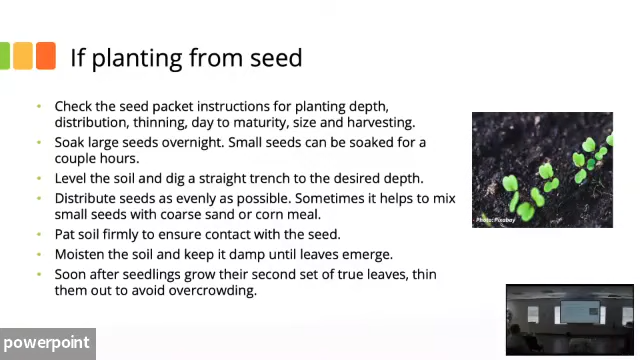 If planting from seed
• Check the seed packet instructions for planting depth,
distribution, thinning, day to maturity, size and harvesting.
• Soak large seeds overnight. Small seeds can be soaked for a
couple hours.
• Level the soil and dig a straight trench to the desired depth.
• Distribute seeds as evenly as possible. Sometimes it helps to mix
small seeds with coarse sand or corn meal.
• Pat soil firmly to ensure contact with the seed.
• Moisten the soil and keep it damp until leaves emerge.
• Soon after seedlings grow their second set of true leaves, thin
them out to avoid overcrowding.
Photo: Pixabay
powerpoint